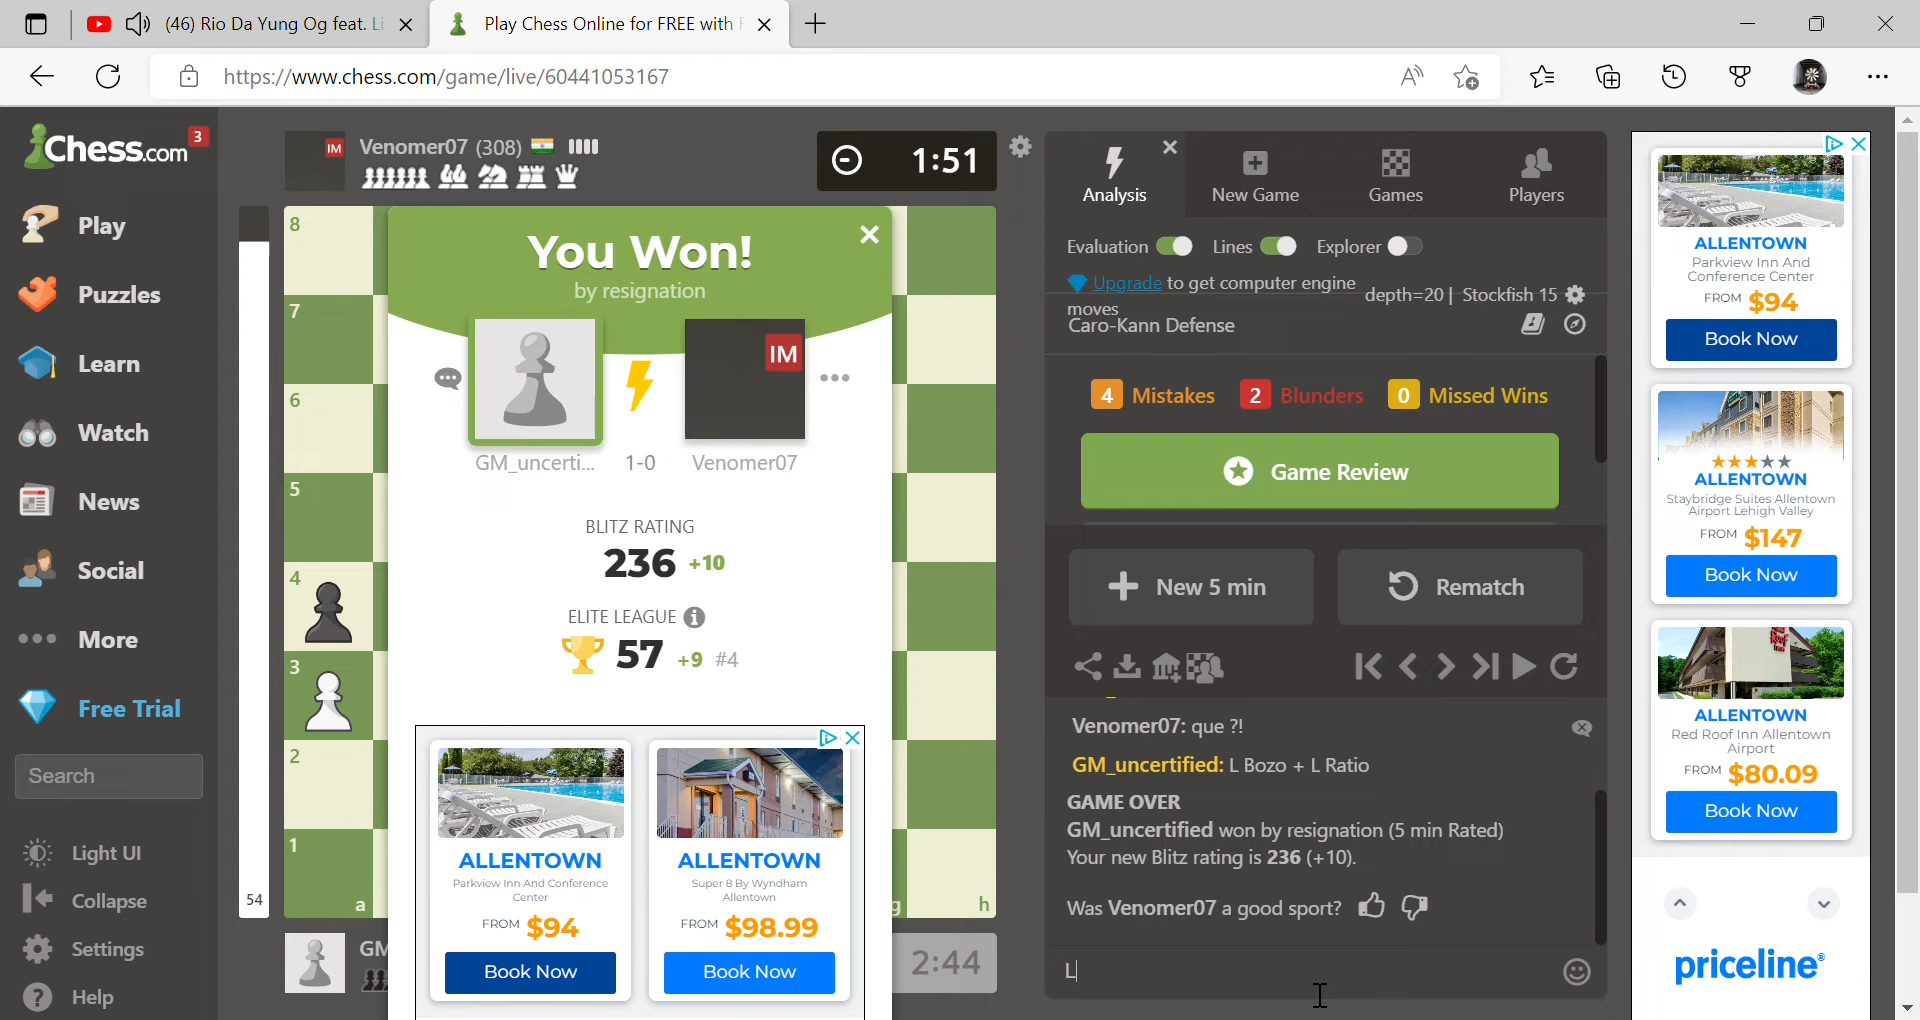 (46) Rio Da Yung Og feat. Li
Play Chess Online for FREE with F
https://www.chess.com/game/live/60441053167
Chess.com
3
Play
Puzzles
Learn
Watch
News
Social
More
Free Trial
Search
Light UI
Collapse
Settings
Help
IM
Venomer07 (308)
1:51
54
8
7
6
5
4
3
2
1
a
g
h
You Won!
by resignation
IM
GM_uncerti...
1-0
Venomer07
BLITZ RATING
236 +10
ELITE LEAGUE
57 +9 #4
ALLENTOWN
Parkview Inn And Conference
Center
FROM $94
Book Now
ALLENTOWN
Super 8 By Wyndham
Allentown
FROM $98.99
Book Now
GM
2:44
Analysis
New Game
Games
Players
Evaluation
Lines
Explorer
Upgrade to get computer engine
moves
depth=20 | Stockfish 15
Caro-Kann Defense
4 Mistakes
2 Blunders
0 Missed Wins
Game Review
New 5 min
Rematch
Venomer07: que ?!
GM_uncertified: L Bozo + L Ratio
GAME OVER
GM_uncertified won by resignation (5 min Rated)
Your new Blitz rating is 236 (+10).
Was Venomer07 a good sport?
L
ALLENTOWN
Parkview Inn And
Conference Center
FROM $94
Book Now
ALLENTOWN
Staybridge Suites Allentown
Airport Lehigh Valley
FROM $147
Book Now
ALLENTOWN
Red Roof Inn Allentown
Airport
FROM $80.09
Book Now
priceline